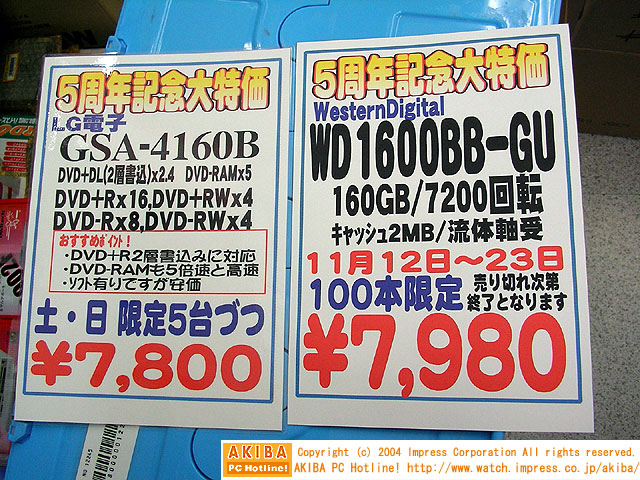 5周年記念大特価
LG電子
GSA-4160B
DVD+DL(2層書込)x2.4 DVD-RAMx5
DVD+Rx16,DVD+RWx4
DVD-Rx8,DVD-RWx4
おすすめポイント!
・DVD+R2層書込みに対応
・DVD-RAMも5倍速と高速
・ソフト有りですが安価
土・日 限定5台づつ
¥7,800
5周年記念大特価
WesternDigital
WD1600BB-GU
160GB/7200回転
キャッシュ2MB/流体軸受
11月12日~23日
100本限定 売り切れ次第
終了となります
¥7,980
AKIBA
PC Hotline!
Copyright (c) 2004 Impress Corporation All rights reserved.
AKIBA PC Hotline! http://www.watch.impress.co.jp/akiba/